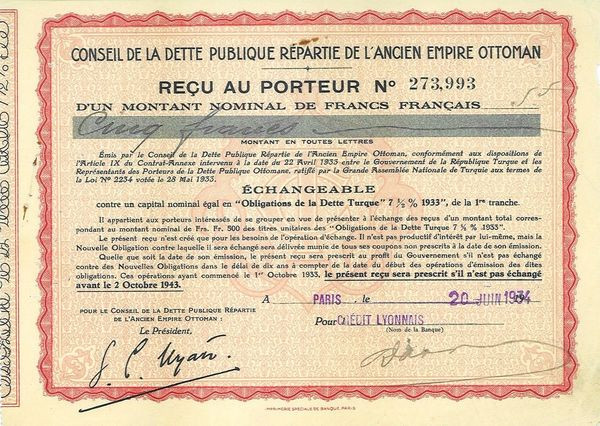 CONSEIL DE LA DETTE PUBLIQUE RÉPARTIE DE L'ANCIEN EMPIRE OTTOMAN
REÇU AU PORTEUR No 273,993
D'UN MONTANT NOMINAL DE FRANCS FRANÇAIS
Cinq francs
MONTANT EN TOUTES LETTRES
Émis par le Conseil de la Dette Publique Répartie de l'Ancien Empire Ottoman, conformément aux dispositions de
l'Article IX du Contrat-Annexe intervenu à la date du 22 Avril 1933 entre le Gouvernement de la République Turque et les
Représentants des Porteurs de la Dette Publique Ottomane, ratifié par la Grande Assemblée Nationale de Turquie aux termes de
la Loi No 2234 votée le 28 Mai 1933.
ÉCHANGEABLE
contre un capital nominal égal en "Obligations de la Dette Turque" 7 ½ % 1933", de la 1re tranche.
Il appartient aux porteurs intéressés de se grouper en vue de présenter à l'échange des reçus d'un montant total corres-
pondant au montant nominal de Frs. Fr. 500 des titres unitaires des "Obligations de la Dette Turque" 7 ½ % 1933".
Le présent reçu n'est créé que pour les besoins de l'opération d'échange. Il n'est pas productif d'intérêt par lui-même, mais la
Nouvelle Obligation contre laquelle il sera échangé sera délivrée munie de tous ses coupons non prescrits à la date de son émission.
Quelle que soit la date de son émission, le présent reçu sera prescrit au profit du Gouvernement s'il n'est pas échangé
contre des Nouvelles Obligations dans le délai de dix ans à compter de la date du début des opérations d'émission des dites
obligations. Ces opérations ayant commencé le 1er Octobre 1933, le présent reçu sera prescrit s'il n'est pas échangé
avant le 2 Octobre 1943.
A PARIS, le 20 JUIN 1934
POUR LE CONSEIL DE LA DETTE PUBLIQUE RÉPARTIE
DE L'ANCIEN EMPIRE OTTOMAN :
Le Président,
Pour CRÉDIT LYONNAIS
(Nom de la Banque)
IMPRIMERIE SPÉCIALE DE BANQUE, PARIS